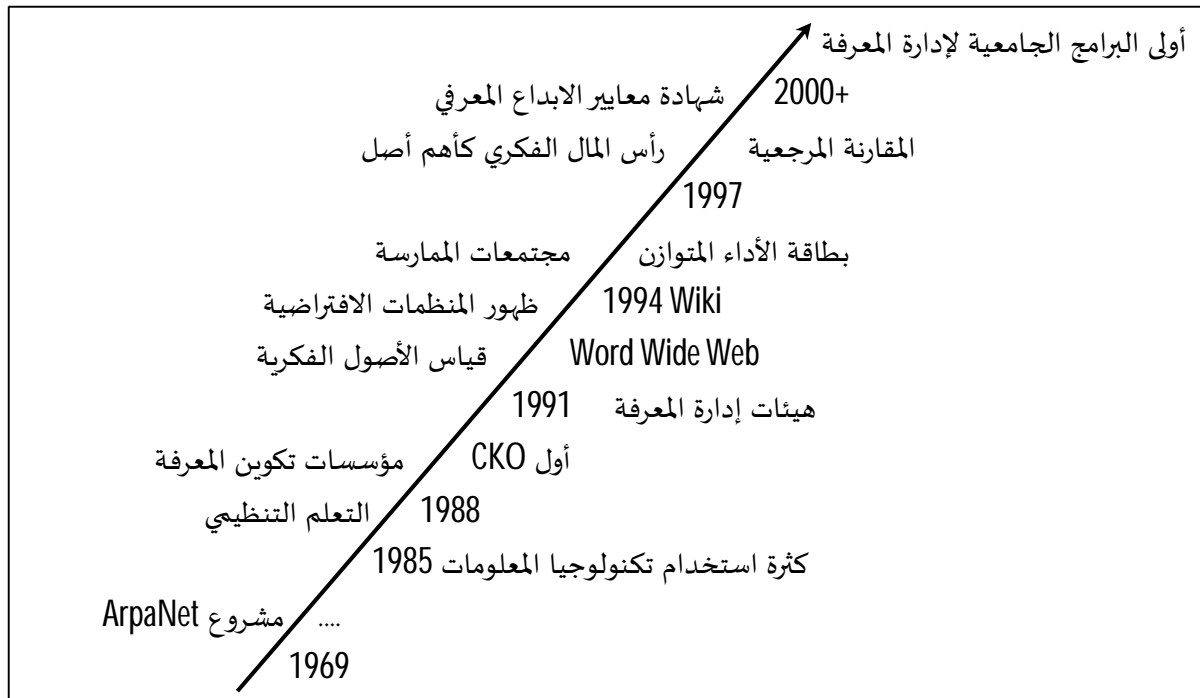 أولى البرامج الجامعية لإدارة المعرفة
2000+ شهادة معايير الابداع المعرفي
المقارنة المرجعية رأس المال الفكري كأهم أصل
1997
بطاقة الأداء المتوازن مجتمعات الممارسة
1994 Wiki ظهور المنظمات الافتراضية
Word Wide Web قياس الأصول الفكرية
هيئات إدارة المعرفة 1991
أول CKO مؤسسات تكوين المعرفة
1988 التعلم التنظيمي
كثرة استخدام تكنولوجيا المعلومات 1985
.... مشروع ArpaNet
1969